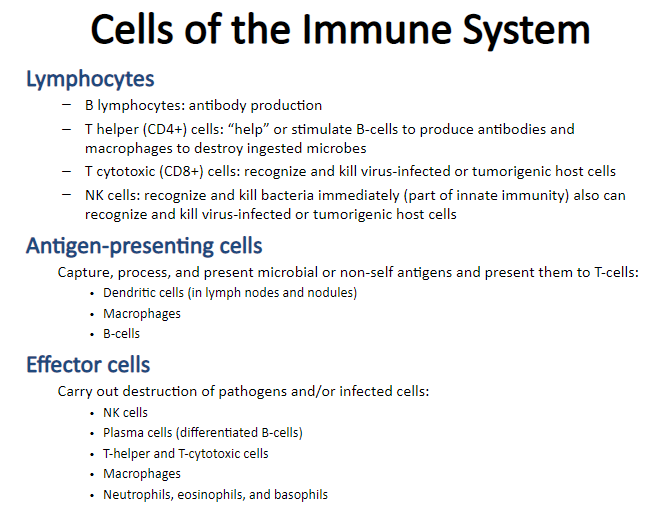 Cells of the Immune System
Lymphocytes
– B lymphocytes: antibody production
– T helper (CD4+) cells: “help” or stimulate B-cells to produce antibodies and
macrophages to destroy ingested microbes
– T cytotoxic (CD8+) cells: recognize and kill virus-infected or tumorigenic host cells
– NK cells: recognize and kill bacteria immediately (part of innate immunity) also can
recognize and kill virus-infected or tumorigenic host cells
Antigen-presenting cells
Capture, process, and present microbial or non-self antigens and present them to T-cells:
• Dendritic cells (in lymph nodes and nodules)
• Macrophages
• B-cells
Effector cells
Carry out destruction of pathogens and/or infected cells:
• NK cells
• Plasma cells (differentiated B-cells)
• T-helper and T-cytotoxic cells
• Macrophages
• Neutrophils, eosinophils, and basophils